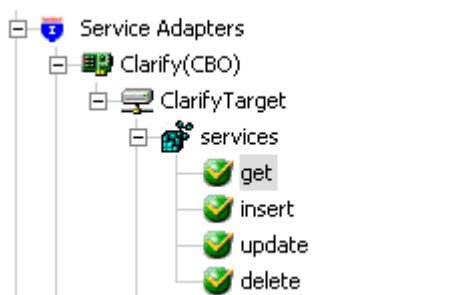 Service Adapters
Clarify(CBO)
ClarifyTarget
services
get
insert
update
delete